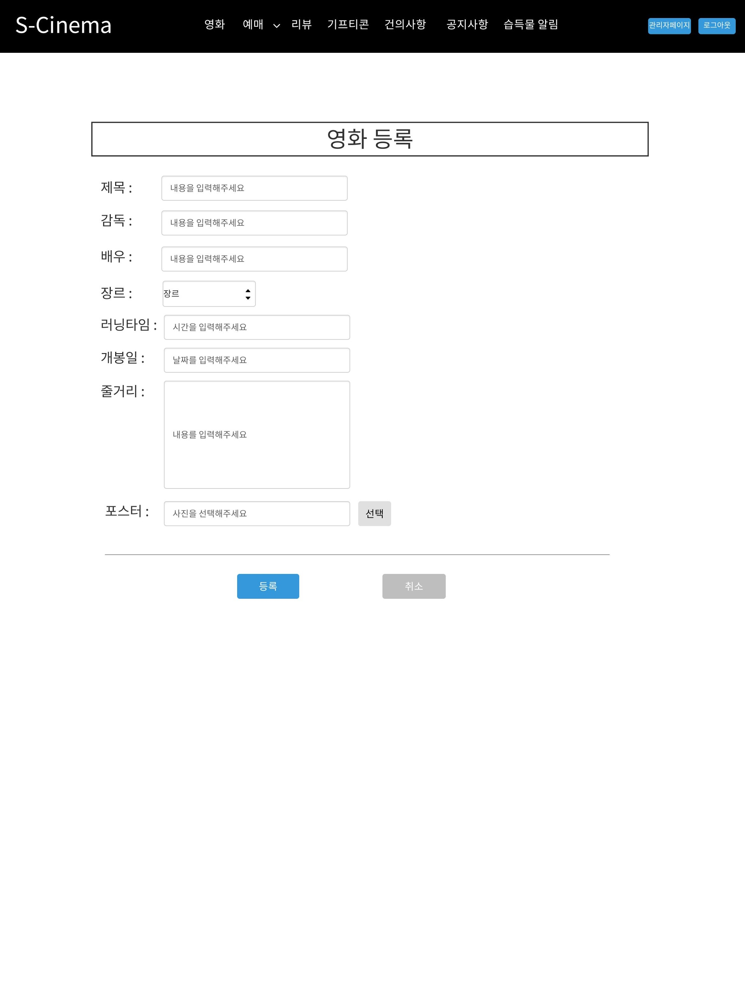 S-Cinema 영화 예매 리뷰 기프티콘 건의사항 공지사항 습득물 알림 관리자페이지 로그아웃
영화 등록
제목 : 내용을 입력해주세요
감독 : 내용을 입력해주세요
배우 : 내용을 입력해주세요
장르 : 장르
러닝타임 : 시간을 입력해주세요
개봉일 : 날짜를 입력해주세요
줄거리 :
내용를 입력해주세요
포스터 : 사진을 선택해주세요 선택
등록 취소